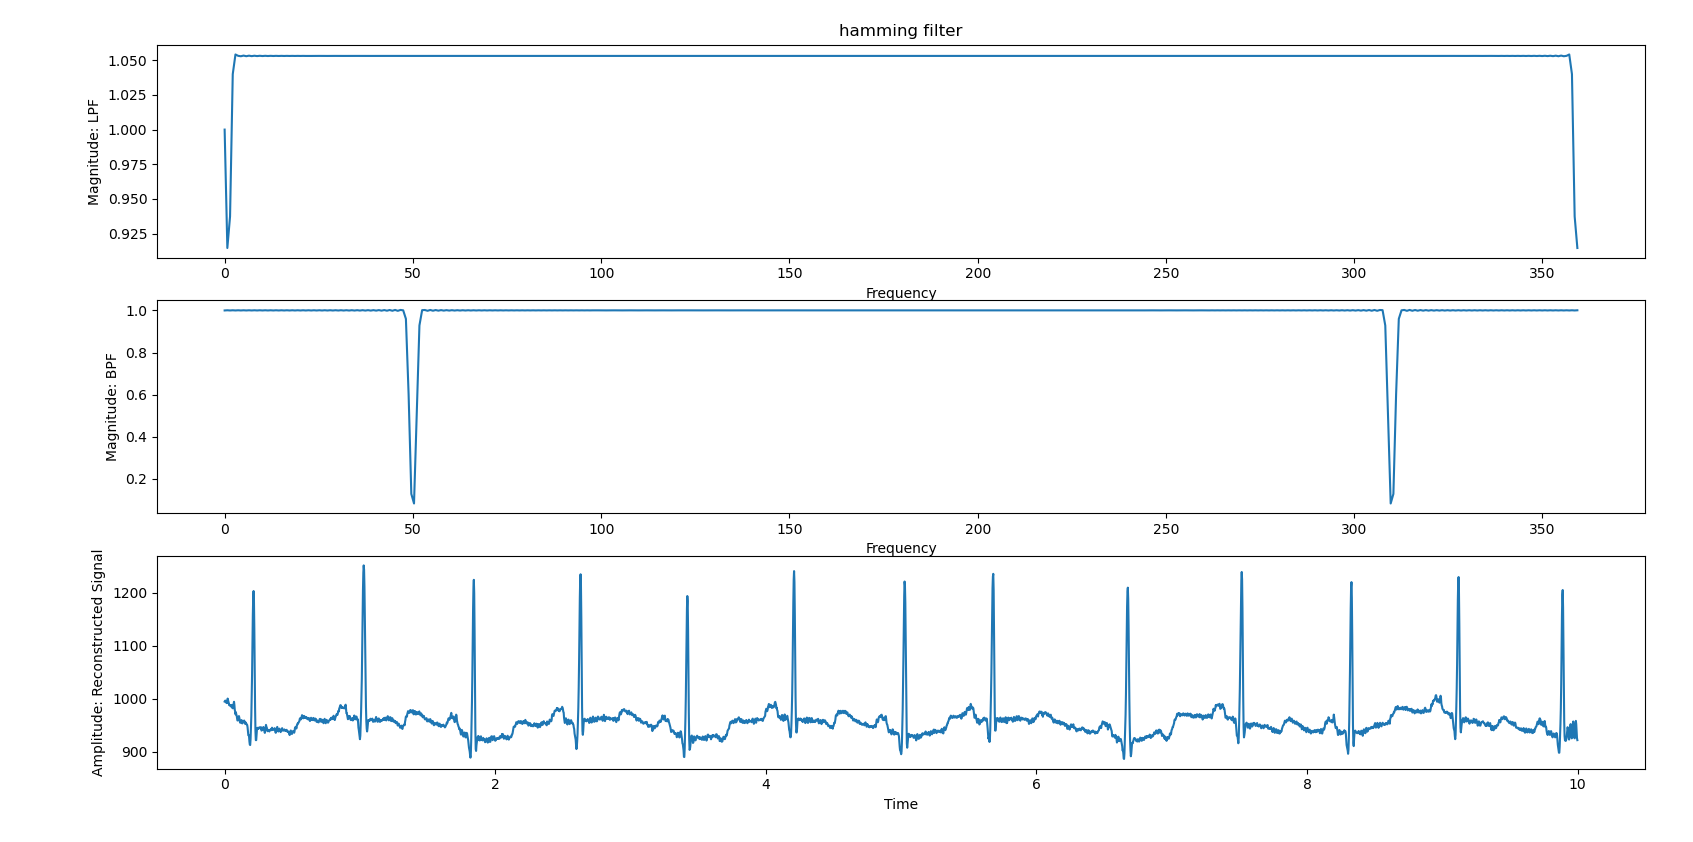 hamming filter
Magnitude: LPF
1.050
1.025
1.000
0.975
0.950
0.925
0 50 100 150 200 250 300 350
Frequency
Magnitude: BPF
1.0
0.8
0.6
0.4
0.2
0 50 100 150 200 250 300 350
Frequency
Amplitude: Reconstructed Signal
1200
1100
1000
900
0 2 4 6 8 10
Time